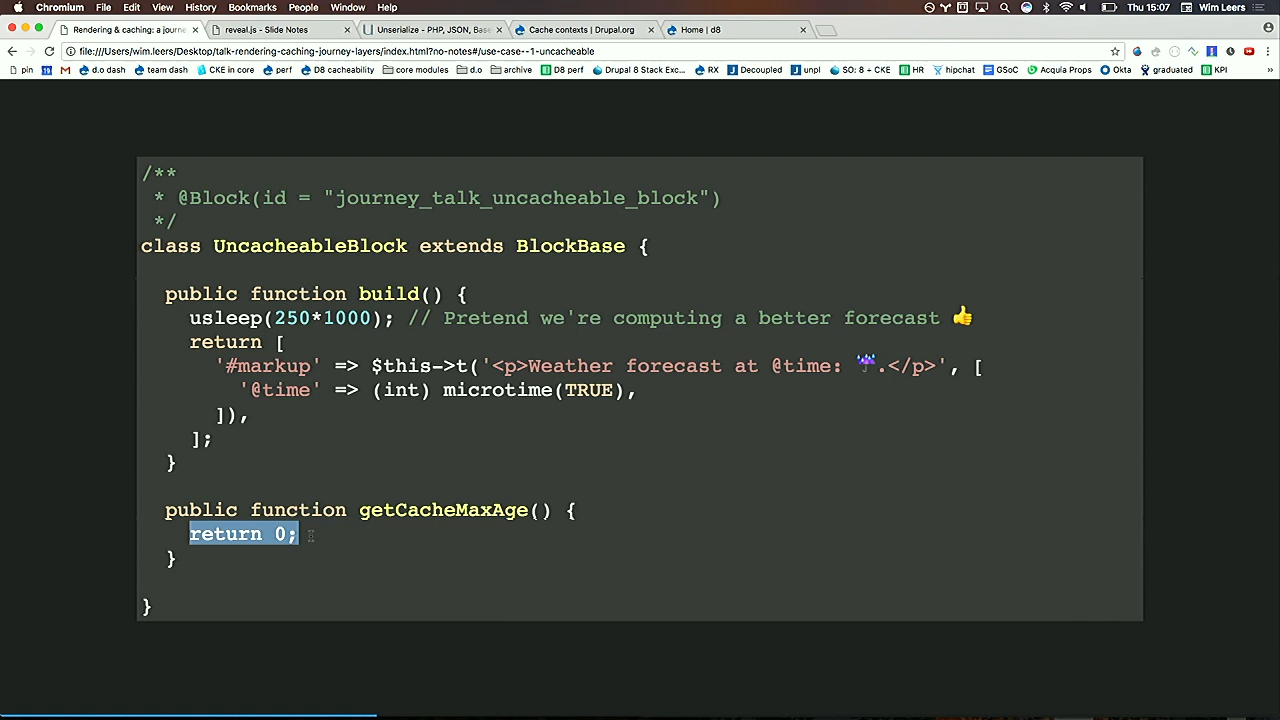 Chromium File Edit View History Bookmarks People Window Help Thu 15:07 Wim Leers
Rendering & caching: a journe × reveal.js - Slide Notes × Unserialize - PHP, JSON, Base × Cache contexts | Drupal.org × Home | d8 ×
file:///Users/wim.leers/Desktop/talk-rendering-caching-journey-layers/index.html?no-notes#/use-case--1-uncacheable
pin 19 d.o dash team dash CKE in core perf D8 cacheability core modules d.o archive D8 perf Drupal 8 Stack Exc... RX Decoupled unpl SO: 8 + CKE HR hipchat GSoC Acquia Props Okta graduated KPI »
/**
* @Block(id = "journey_talk_uncacheable_block")
*/
class UncacheableBlock extends BlockBase {
public function build() {
usleep(250*1000); // Pretend we're computing a better forecast 👍
return [
'#markup' => $this->t('<p>Weather forecast at @time: ☔.</p>', [
'@time' => (int) microtime(TRUE),
]),
];
}
public function getCacheMaxAge() {
return 0;
}
}